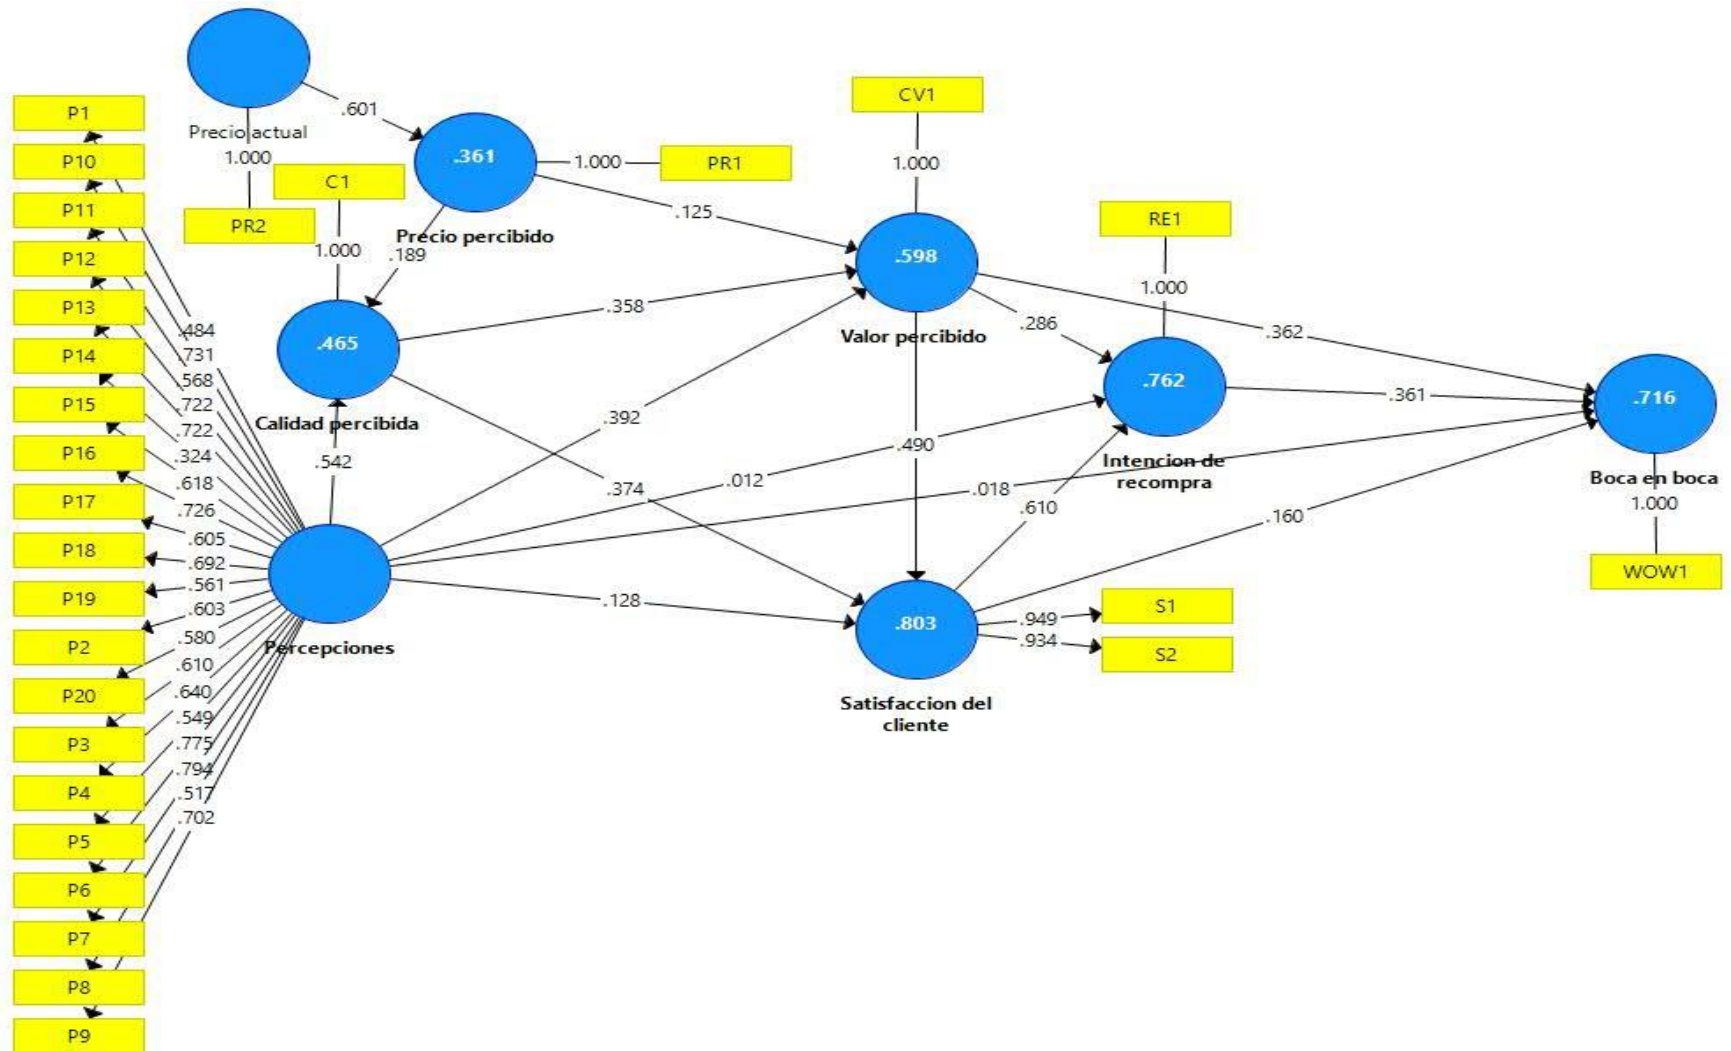 Precio actual
.601
1.000
PR2
.361
Precio percibido
1.000
PR1
.125
.189
C1
1.000
.465
Calidad percibida
.358
.374
.542
CV1
1.000
.598
Valor percibido
.286
.362
.490
RE1
1.000
.762
Intencion de
recompra
.361
.716
Boca en boca
1.000
WOW1
.392
.012
.018
.128
.610
.160
.803
Satisfaccion del
cliente
.949
S1
.934
S2
Percepciones
P1
P10
P11
P12
P13
P14
P15
P16
P17
P18
P19
P2
P20
P3
P4
P5
P6
P7
P8
P9
.484
.731
.568
.722
.722
.324
.618
.726
.605
.692
.561
.603
.580
.610
.640
.549
.775
.794
.517
.702